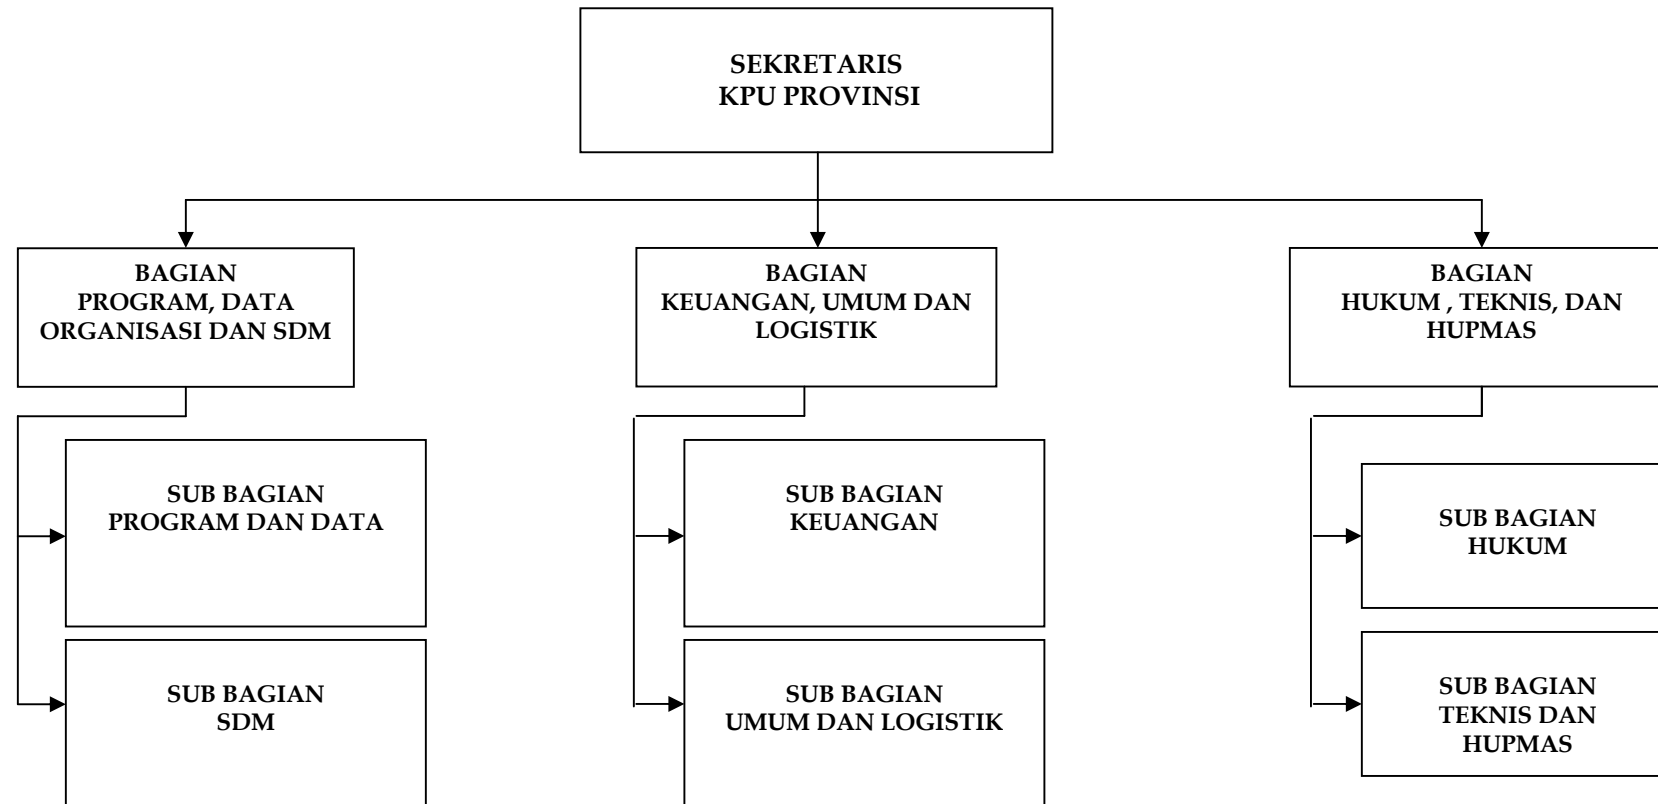 SEKRETARIS
KPU PROVINSI
BAGIAN
PROGRAM, DATA
ORGANISASI DAN SDM
BAGIAN
KEUANGAN, UMUM DAN
LOGISTIK
BAGIAN
HUKUM , TEKNIS, DAN
HUPMAS
SUB BAGIAN
PROGRAM DAN DATA
SUB BAGIAN
KEUANGAN
SUB BAGIAN
HUKUM
SUB BAGIAN
SDM
SUB BAGIAN
UMUM DAN LOGISTIK
SUB BAGIAN
TEKNIS DAN
HUPMAS